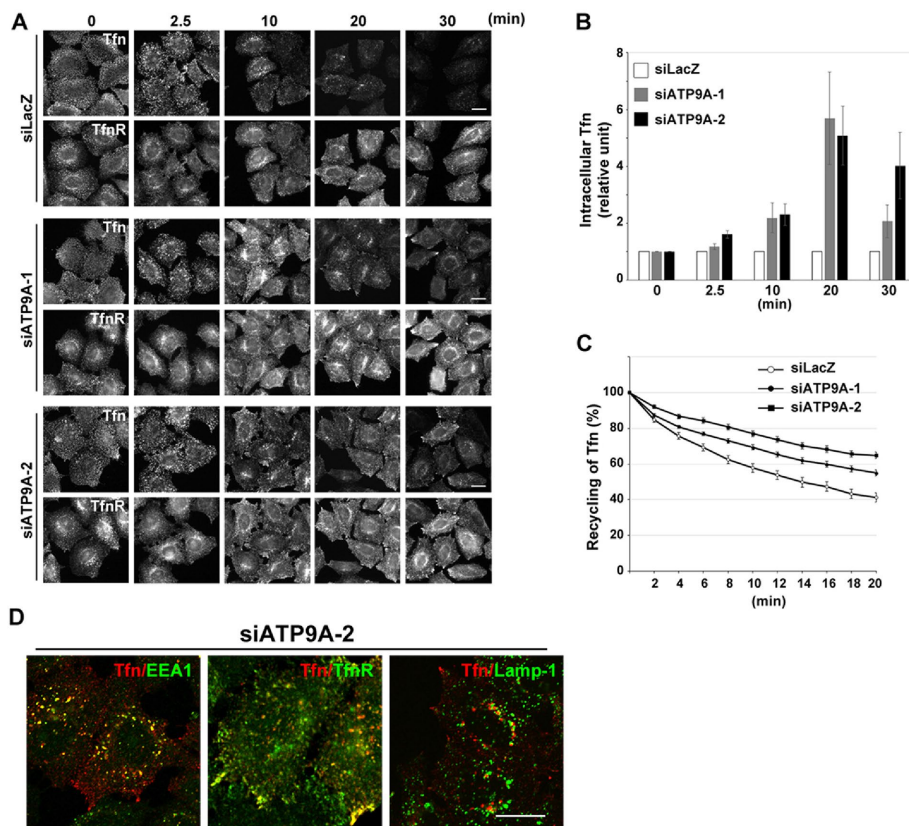 A
0 2.5 10 20 30 (min)
siLacZ
Tfn
TfnR
siATP9A-1
Tfn
TfnR
siATP9A-2
Tfn
TfnR
B
Intracellular Tfn
(relative unit)
8
6
4
2
0
siLacZ
siATP9A-1
siATP9A-2
0 2.5 10 20 30
(min)
C
Recycling of Tfn (%)
100
80
60
40
20
0
siLacZ
siATP9A-1
siATP9A-2
2 4 6 8 10 12 14 16 18 20
(min)
D
siATP9A-2
Tfn/EEA1
Tfn/TfnR
Tfn/Lamp-1